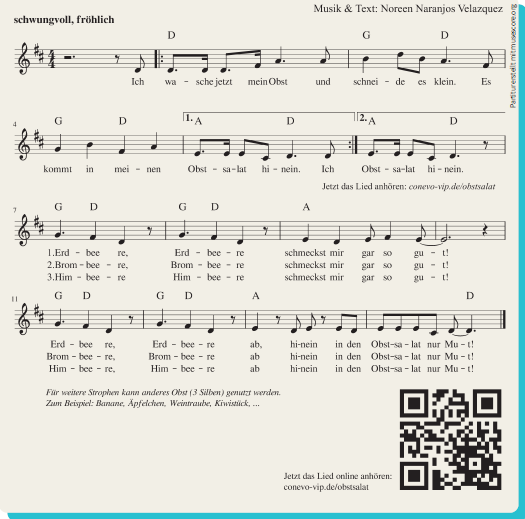 Musik & Text: Noreen Naranjos Velazquez
schwungvoll, fröhlich
Partitur erstellt mit musescore.org
D G D
Ich wa – sche jetzt mein Obst und schnei – de es klein. Es
4 G D 1. A D 2. A D
kommt in mei – nen Obst – sa – lat hi – nein. Ich Obst – sa – lat hi – nein.
Jetzt das Lied anhören: conevo-vip.de/obstsalat
7 G D G D A
1.Erd – bee – re, Erd – bee – re schmeckst mir gar so gu – t!
2.Brom – bee – re, Brom – bee – re schmeckst mir gar so gu – t!
3.Him – bee – re, Him – bee – re schmeckst mir gar so gu – t!
11 G D G D A D
Erd – bee – re, Erd – bee – re ab, hi-nein in den Obst-sa – lat nur Mu – t!
Brom – bee – re, Brom – bee – re ab hi-nein in den Obst-sa – lat nur Mu – t!
Him – bee – re, Him – bee – re ab hi-nein in den Obst-sa – lat nur Mu – t!
Für weitere Strophen kann anderes Obst (3 Silben) genutzt werden.
Zum Beispiel: Banane, Äpfelchen, Weintraube, Kiwistück, ...
Jetzt das Lied online anhören:
conevo-vip.de/obstsalat